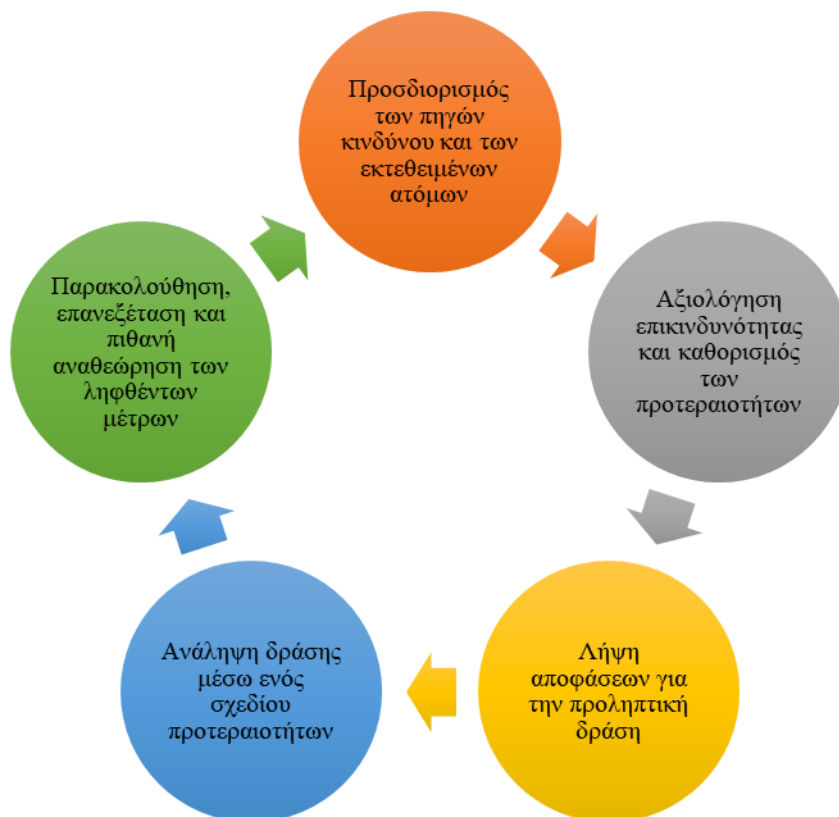 Προσδιορισμός
των πηγών
κινδύνου και των
εκτεθειμένων
ατόμων
Αξιολόγηση
επικινδυνότητας
και καθορισμός
των
προτεραιοτήτων
Λήψη
αποφάσεων για
την προληπτική
δράση
Ανάληψη δράσης
μέσω ενός
σχεδίου
προτεραιοτήτων
Παρακολούθηση,
επανεξέταση και
πιθανή
αναθεώρηση των
ληφθέντων
μέτρων